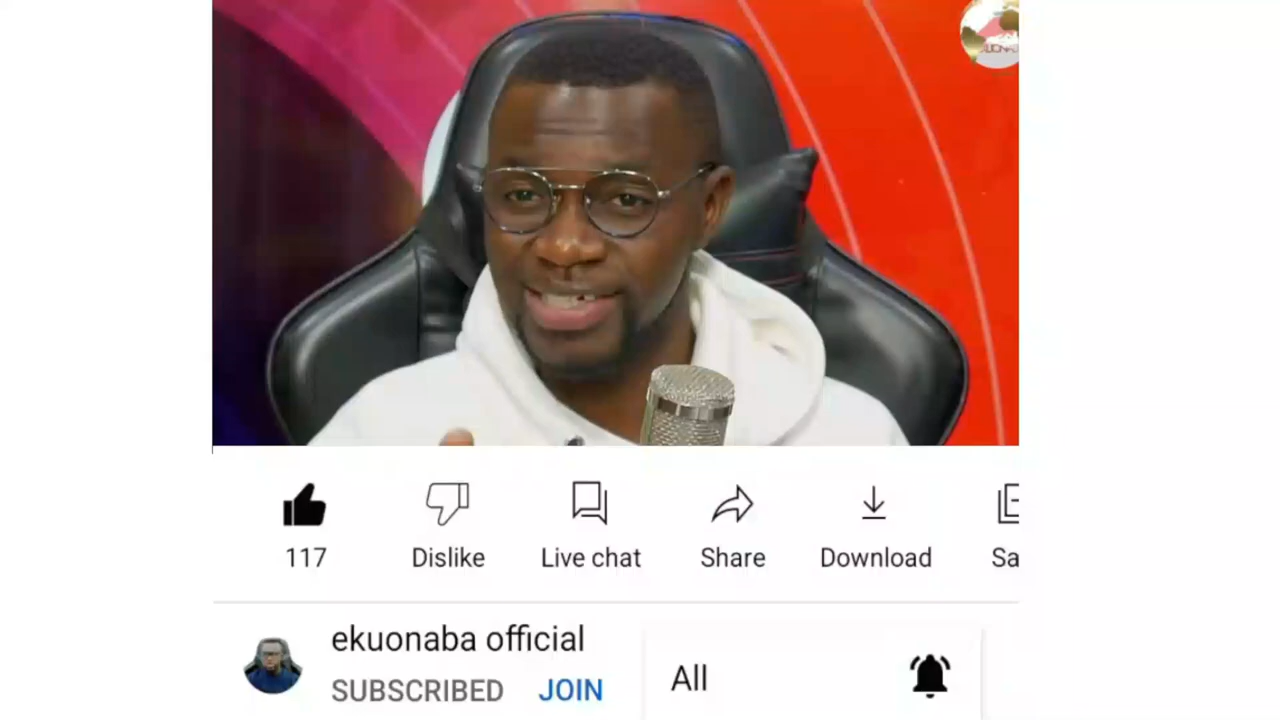 117
Dislike
Live chat
Share
Download
Sa
ekuonaba official
SUBSCRIBED
JOIN
All